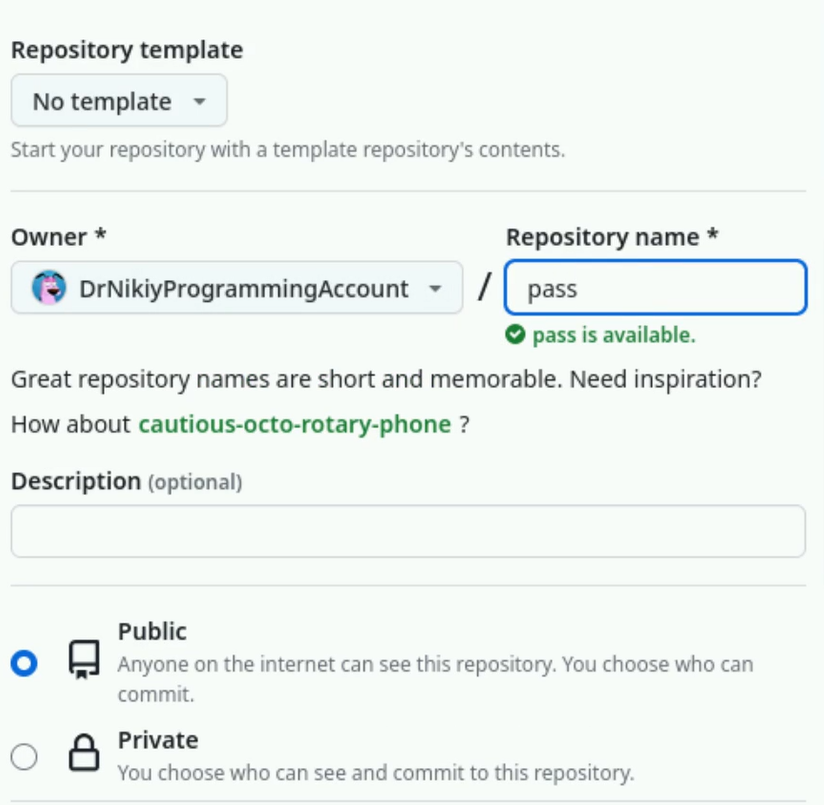 Repository template
No template
Start your repository with a template repository's contents.
Owner *
Repository name *
DrNikiyProgrammingAccount
/
pass
pass is available.
Great repository names are short and memorable. Need inspiration?
How about cautious-octo-rotary-phone ?
Description (optional)
Public
Anyone on the internet can see this repository. You choose who can
commit.
Private
You choose who can see and commit to this repository.